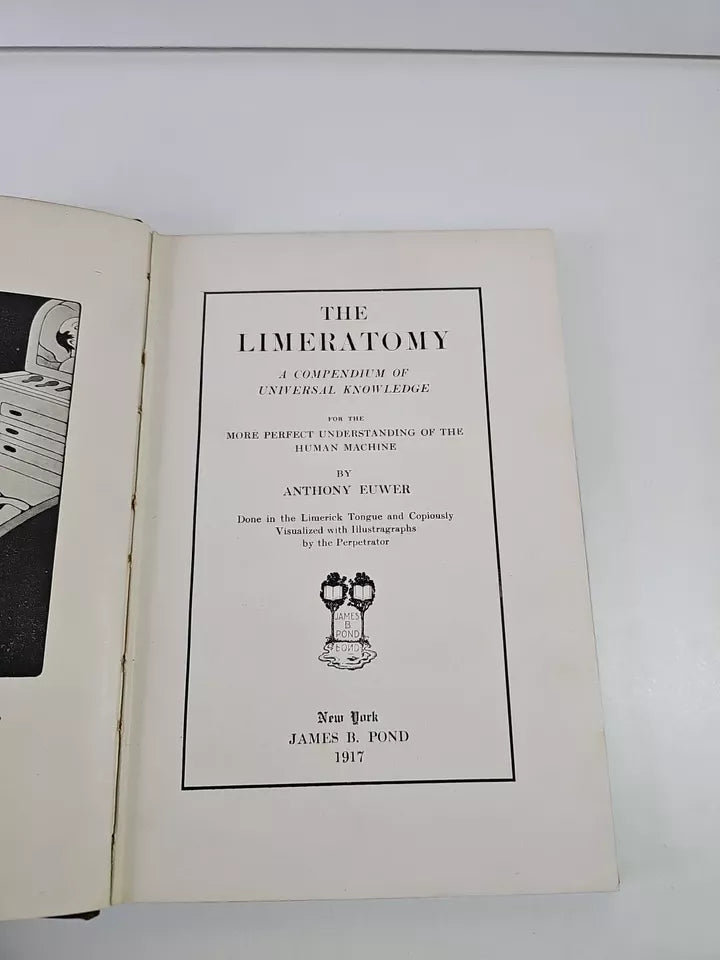 THE
LIMERATOMY
A COMPENDIUM OF
UNIVERSAL KNOWLEDGE
FOR THE
MORE PERFECT UNDERSTANDING OF THE
HUMAN MACHINE
BY
ANTHONY EUWER
Done in the Limerick Tongue and Copiously
Visualized with Illustragraphs
by the Perpetrator
JAMES
B.
POND
New York
JAMES B. POND
1917